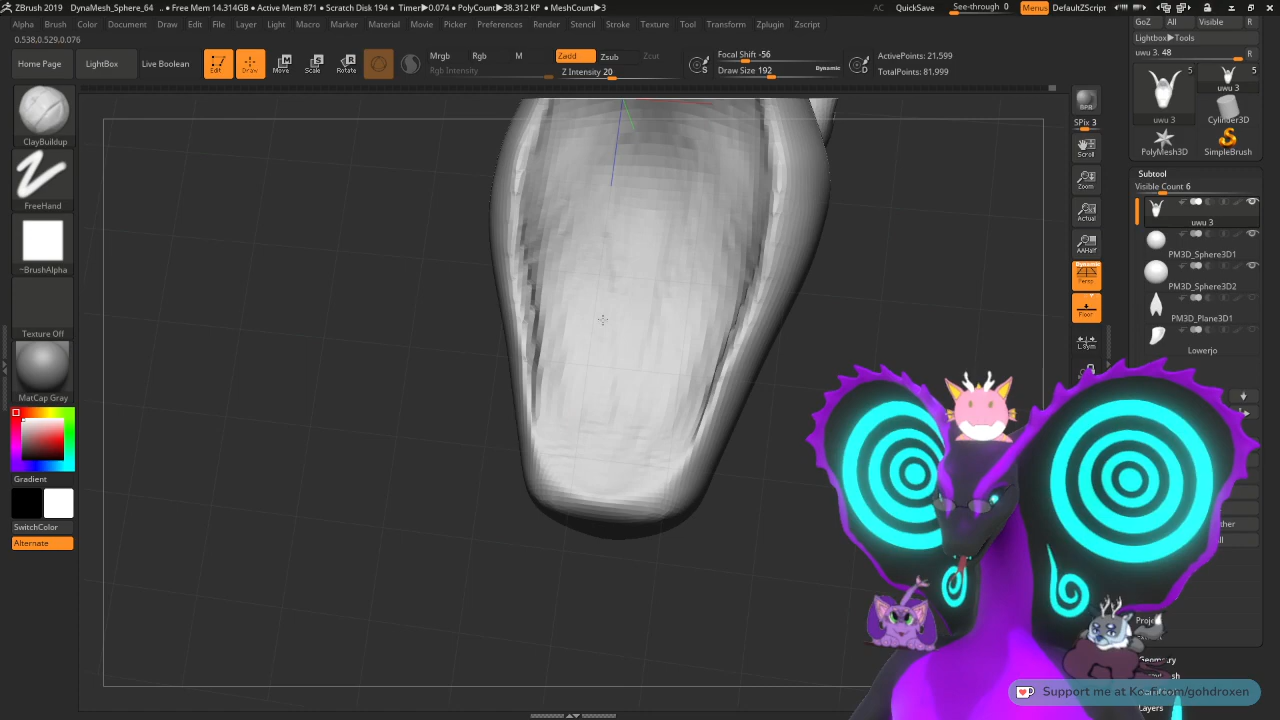 ZBrush 2019 DynaMesh_Sphere_64 .. • Free Mem 14.314GB • Active Mem 871 • Scratch Disk 194 • Timer▶0.074 • PolyCount▶38.312 KP • MeshCount▶3 AC QuickSave See-through 0 Menus DefaultZScript
Alpha Brush Color Document Draw Edit File Layer Light Macro Marker Material Movie Picker Preferences Render Stencil Stroke Texture Tool Transform Zplugin Zscript
0.538,0.529,0.076
GoZ All Visible R
Lightbox▶Tools
uwu 3. 48 R
Home Page LightBox Live Boolean Edit Draw Move Scale Rotate
Mrgb Rgb M Zadd Zsub Zcut
Rgb Intensity Z Intensity 20
Focal Shift -56
Draw Size 192 Dynamic
S D
ActivePoints: 21.599
TotalPoints: 81.999
5 5
uwu 3 uwu 3
Cylinder3D
PolyMesh3D SimpleBrush
ClayBuildup
FreeHand
~BrushAlpha
Texture Off
MatCap Gray
Gradient
SwitchColor
Alternate
BPR
SPix 3
Scroll
Zoom
Actual
AAHalf
Dynamic
Persp
Floor
L.Sym
Subtool
Visible Count 6
uwu 3
PM3D_Sphere3D1
PM3D_Sphere3D2
PM3D_Plane3D1
Lowerjo
Geometry
Layers
Support me at Ko-fi.com/gohdroxen